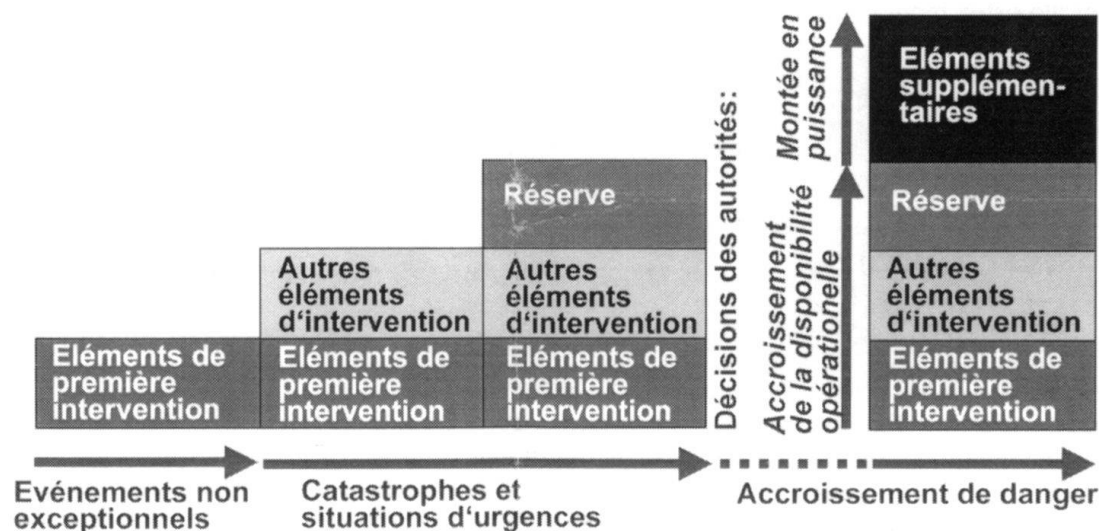 Eléments de
première
intervention
Autres
éléments
d‘intervention
Eléments de
première
intervention
Réserve
Autres
éléments
d‘intervention
Eléments de
première
intervention
Décisions des autorités:
Montée en
puissance
Accroissement
de la disponibilité
opérationelle
Eléments
supplémen-
taires
Réserve
Autres
éléments
d‘intervention
Eléments de
première
intervention
Evénements non
exceptionnels
Catastrophes et
situations d‘urgences
Accroissement de danger